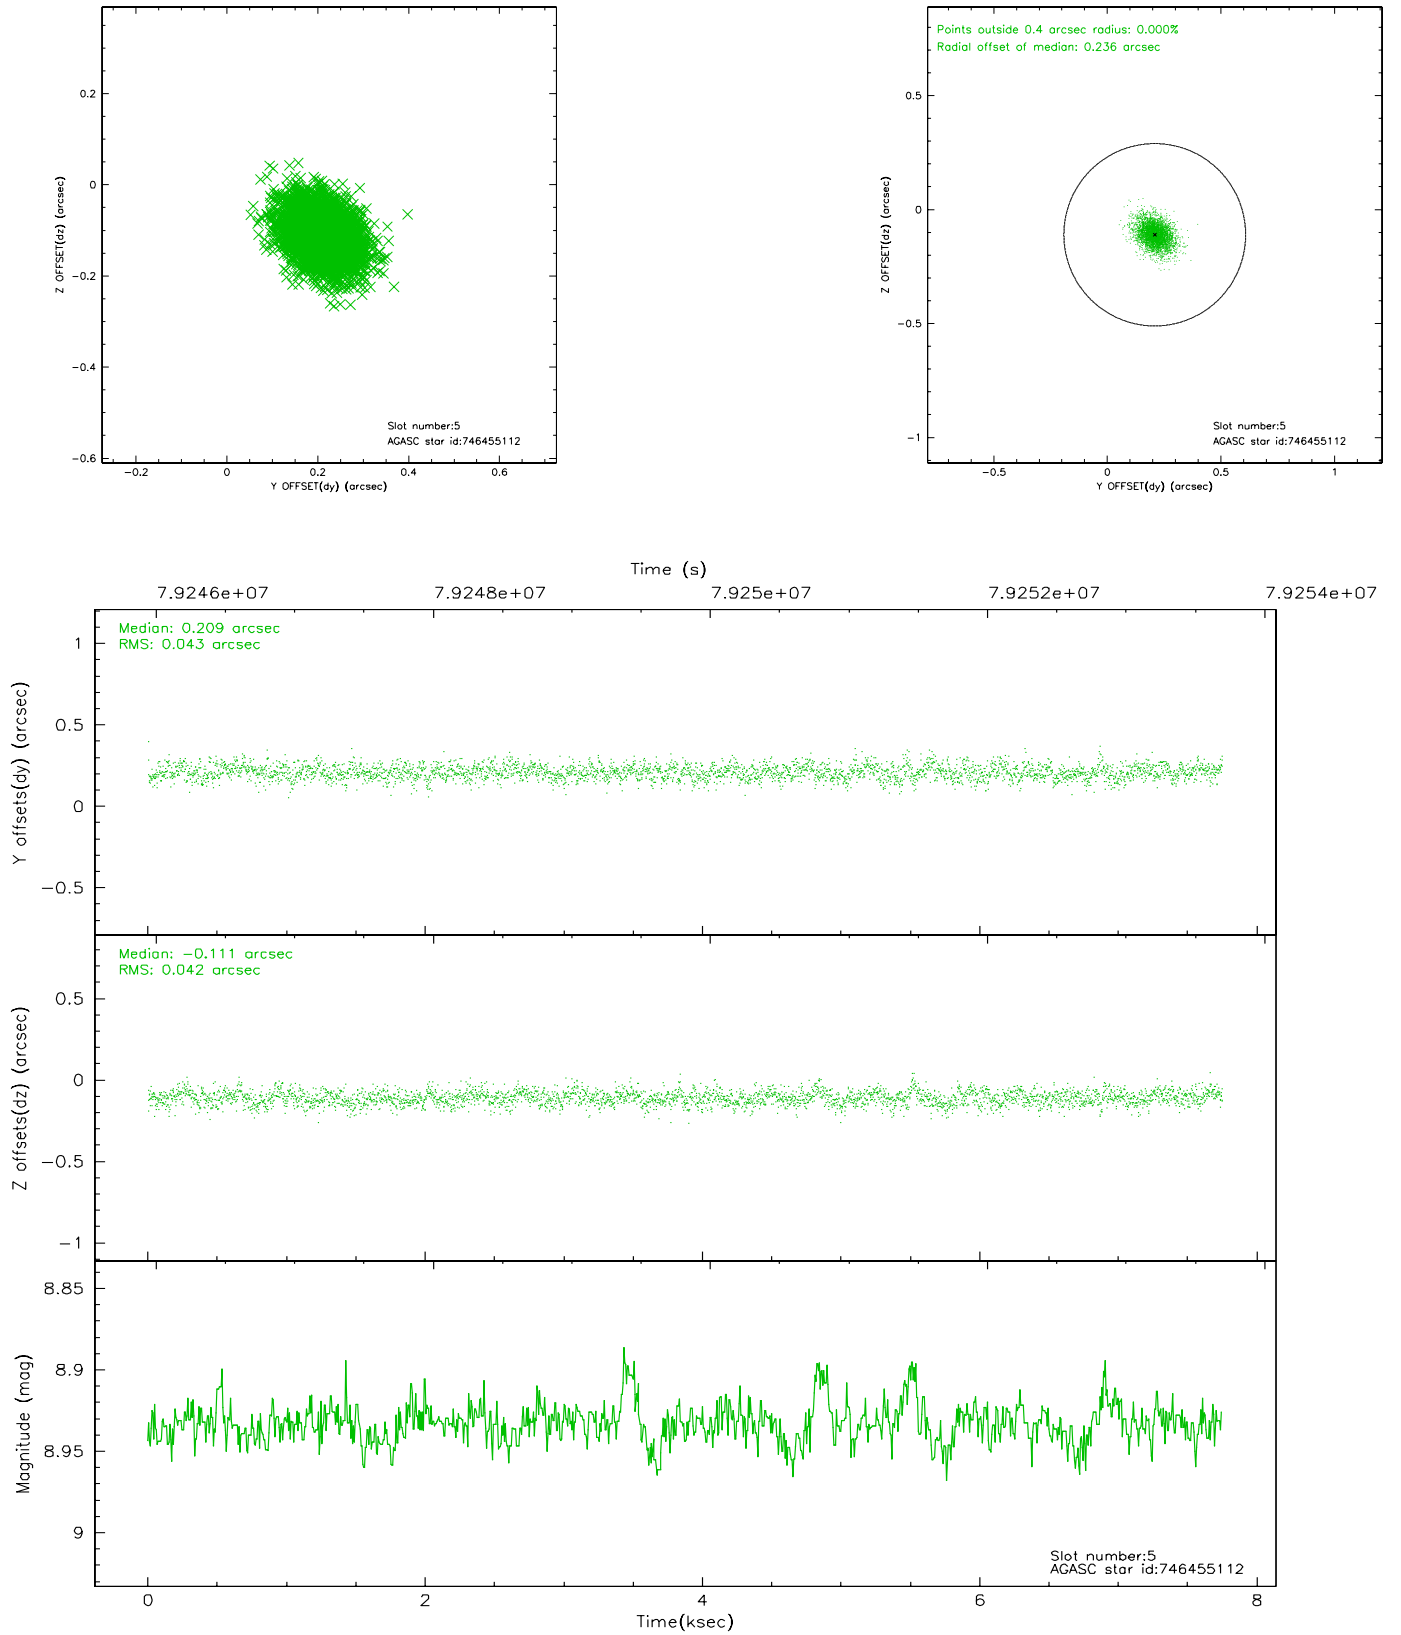 0.2
0
−0.2
−0.4
−0.6
Z OFFSET(dz) (arcsec)
Slot number:5
AGASC star id:746455112
−0.2 0 0.2 0.4 0.6
Y OFFSET(dy) (arcsec)
Points outside 0.4 arcsec radius: 0.000%
Radial offset of median: 0.236 arcsec
0.5
0
−0.5
−1
Z OFFSET(dz) (arcsec)
Slot number:5
AGASC star id:746455112
−0.5 0 0.5 1
Y OFFSET(dy) (arcsec)
Time (s)
7.9246e+07 7.9248e+07 7.925e+07 7.9252e+07 7.9254e+07
Median: 0.209 arcsec
RMS: 0.043 arcsec
1
0.5
0
−0.5
Y offsets(dy) (arcsec)
Median: −0.111 arcsec
RMS: 0.042 arcsec
0.5
0
−0.5
−1
Z offsets(dz) (arcsec)
8.85
8.9
8.95
9
Magnitude (mag)
Slot number:5
AGASC star id:746455112
0 2 4 6 8
Time(ksec)